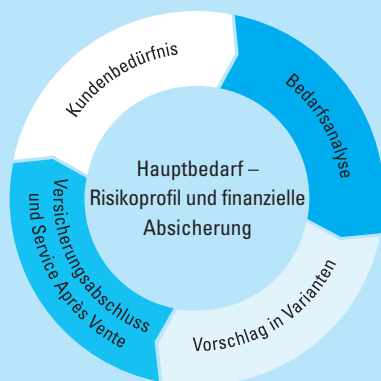 Kundenbedürfnis
Bedarfsanalyse
Hauptbedarf –
Risikoprofil und finanzielle
Absicherung
Vorschlag in Varianten
Versicherungsabschluss
und Service Après Vente